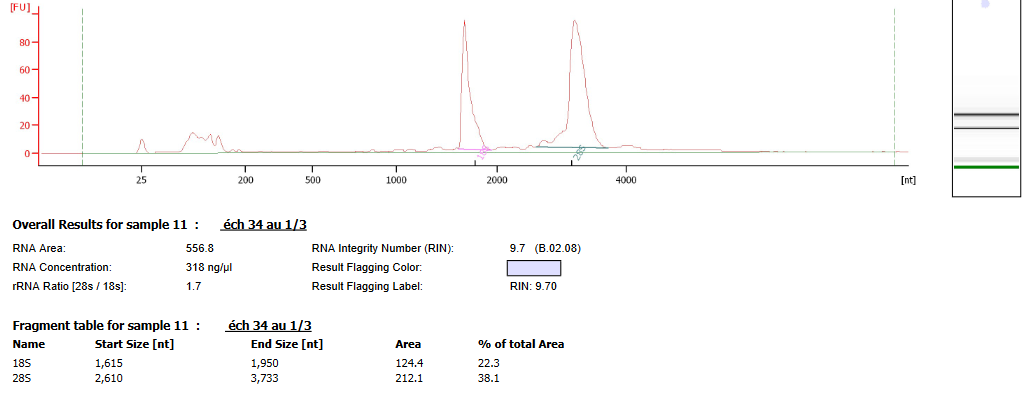 [FU]
80
60
40
20
0
25 200 500 1000 2000 4000 [nt]
18S
28S
Overall Results for sample 11 : éch 34 au 1/3
RNA Area: 556.8 RNA Integrity Number (RIN): 9.7 (B.02.08)
RNA Concentration: 318 ng/µl Result Flagging Color:
rRNA Ratio [28s / 18s]: 1.7 Result Flagging Label: RIN: 9.70
Fragment table for sample 11 : éch 34 au 1/3
Name Start Size [nt] End Size [nt] Area % of total Area
18S 1,615 1,950 124.4 22.3
28S 2,610 3,733 212.1 38.1